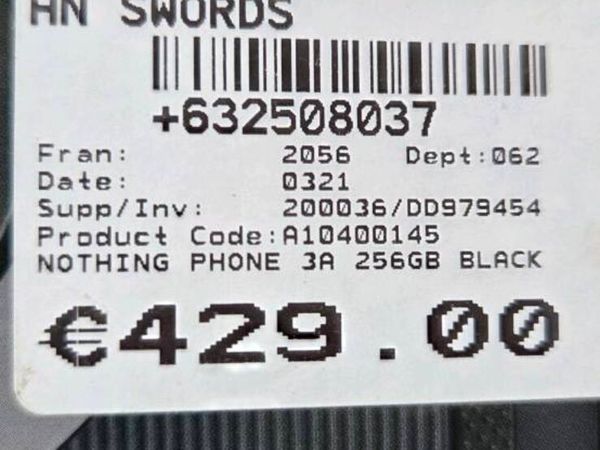 HN SWORDS
+632508037
Fran: 2056 Dept:062
Date: 0321
Supp/Inv: 200036/DD979454
Product Code:A10400145
NOTHING PHONE 3A 256GB BLACK
€429.00